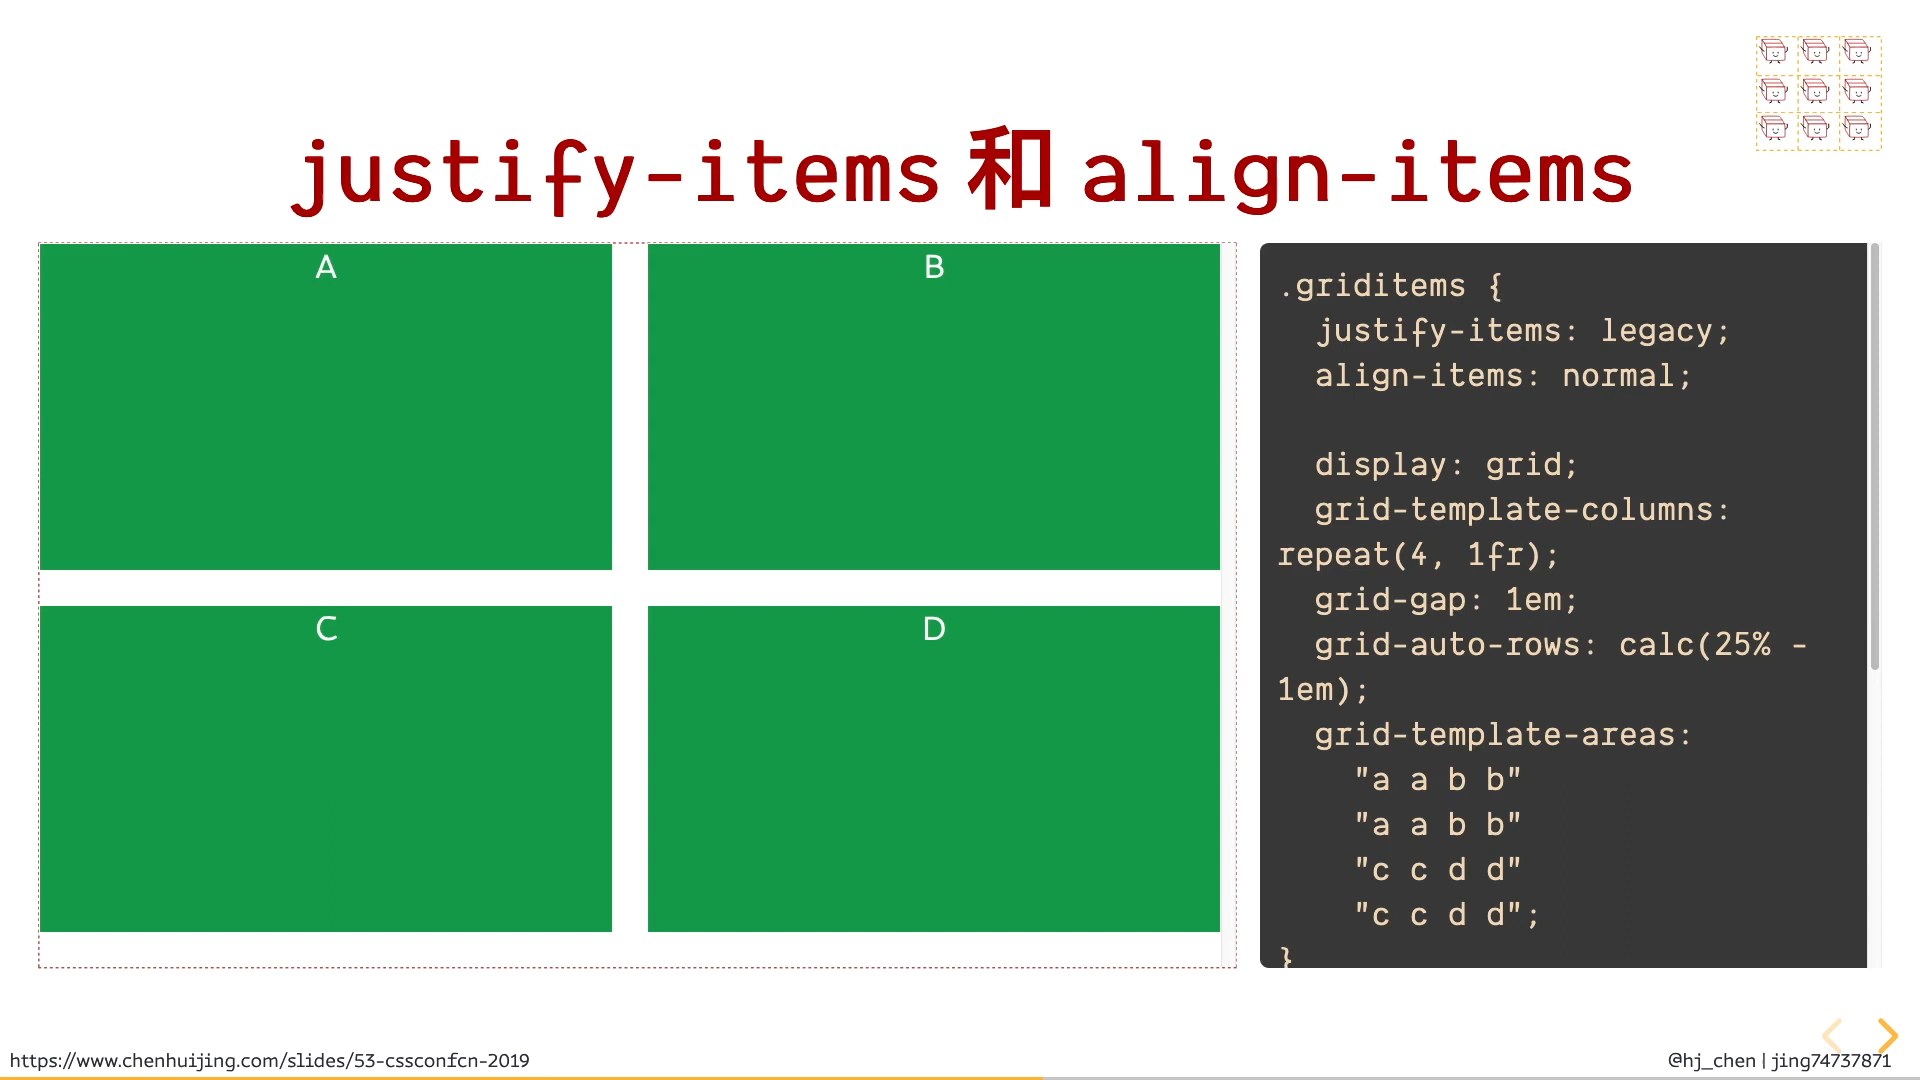 justify-items 和 align-items
A
B
C
D
.griditems {
justify-items: legacy;
align-items: normal;
display: grid;
grid-template-columns:
repeat(4, 1fr);
grid-gap: 1em;
grid-auto-rows: calc(25% -
1em);
grid-template-areas:
"a a b b"
"a a b b"
"c c d d"
"c c d d";
}
https://www.chenhuijing.com/slides/53-cssconfcn-2019
@hj_chen | jing74737871